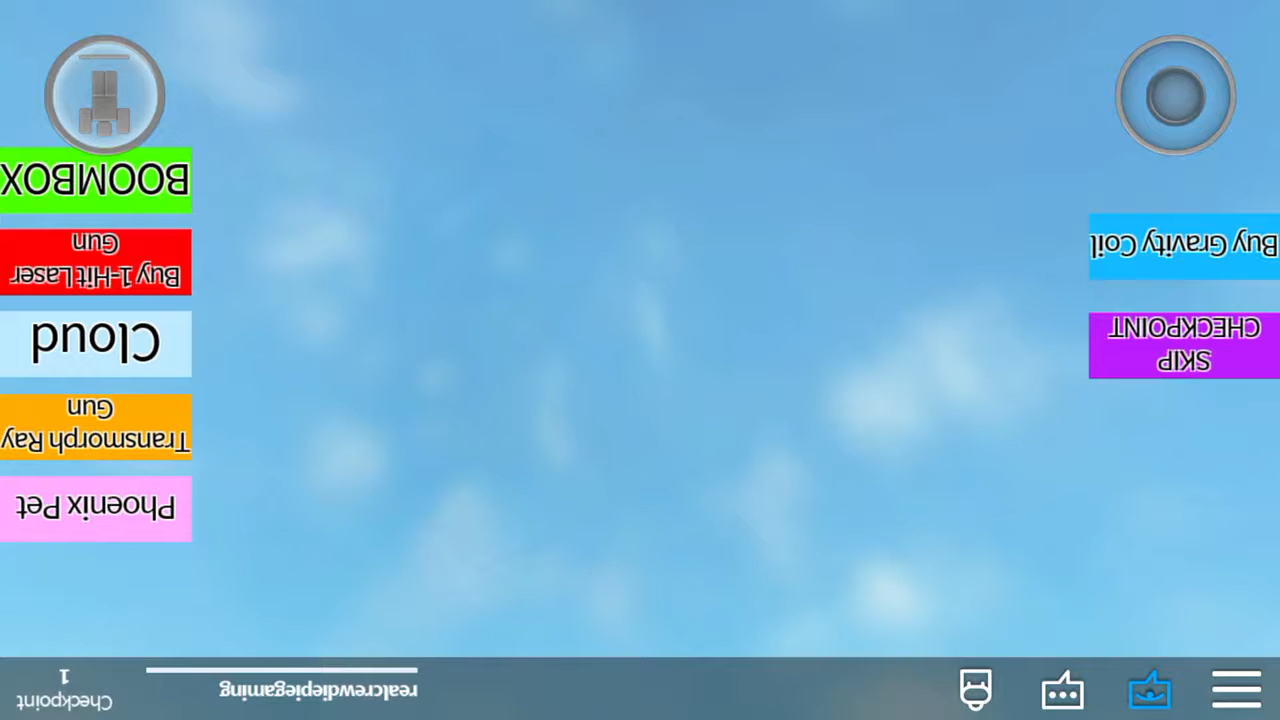 realcrewdiepiegaming
Checkpoint
1
SKIP
CHECKPOINT
Buy Gravity Coil
Phoenix Pet
Transmorph Ray
Gun
Cloud
Buy 1-Hit Laser
Gun
BOOMBOX